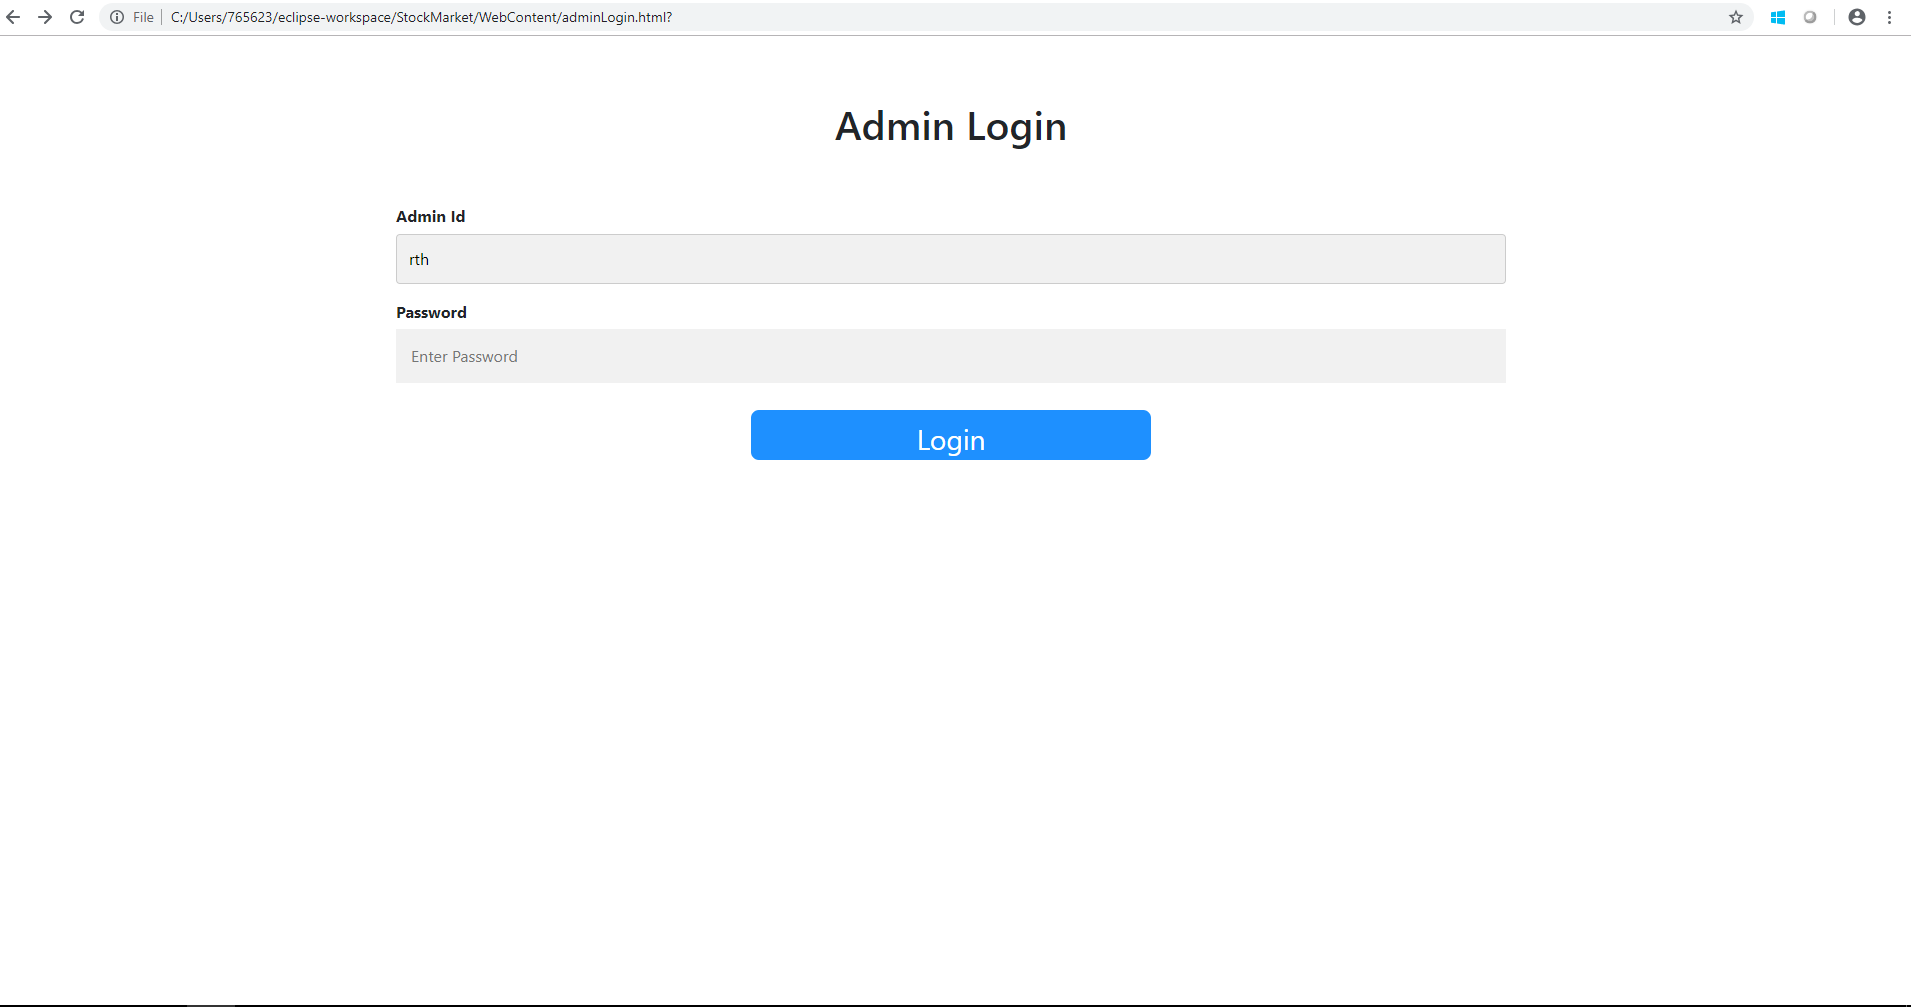 File C:/Users/765623/eclipse-workspace/StockMarket/WebContent/adminLogin.html?
Admin Login
Admin Id
rth
Password
Enter Password
Login